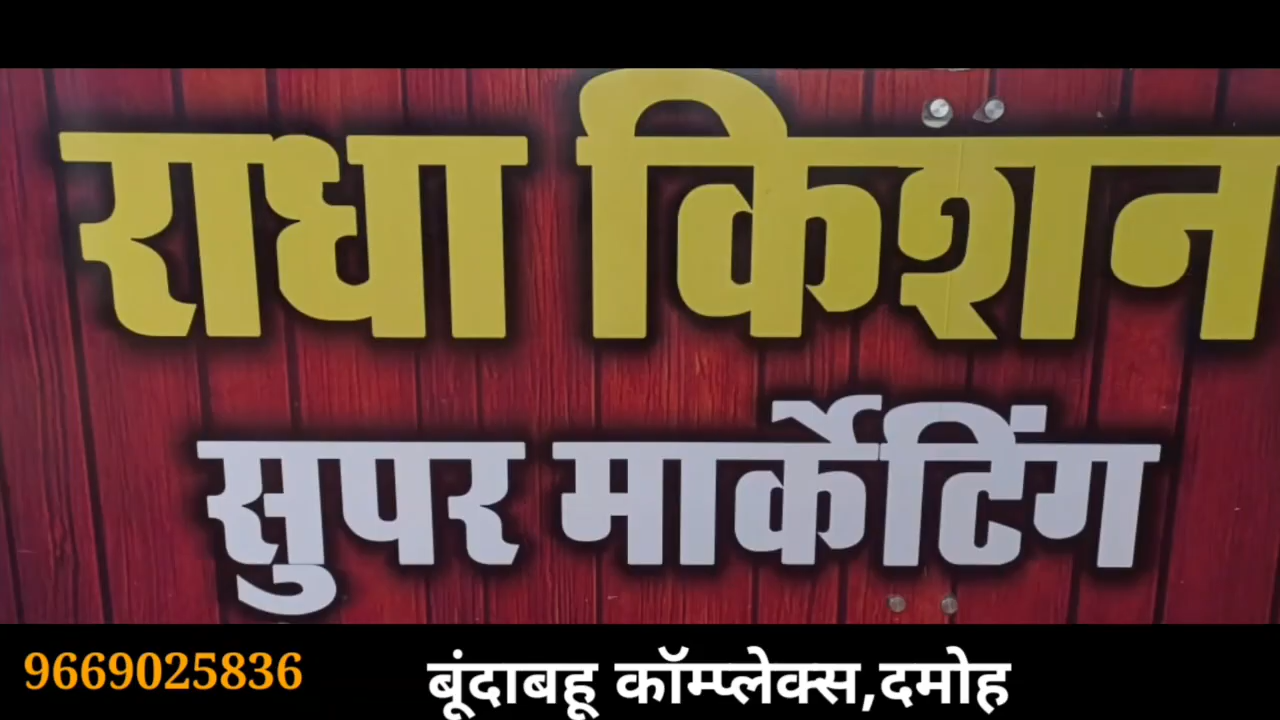 राधा किशन
सुपर मार्केटिंग
9669025836 बूंदाबहू कॉम्प्लेक्स,दमोह